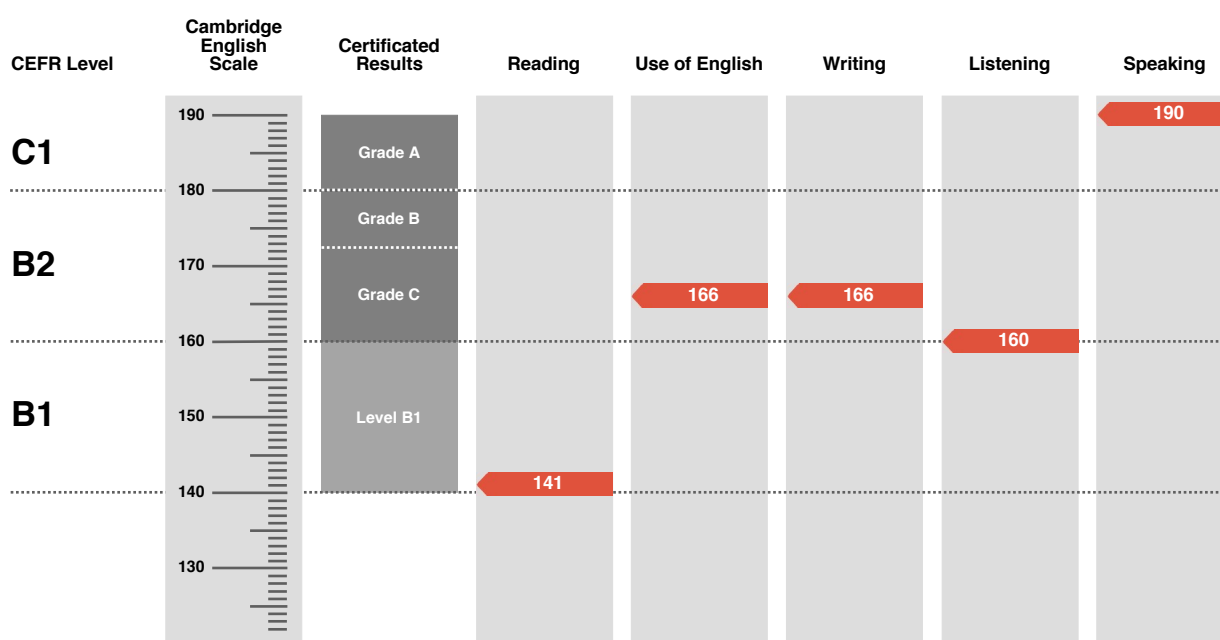 CEFR Level
Cambridge
English
Scale
Certificated
Results
Reading
Use of English
Writing
Listening
Speaking
190
190
C1
Grade A
180
Grade B
B2
170
Grade C
166
166
160
160
B1
150
Level B1
141
140
130